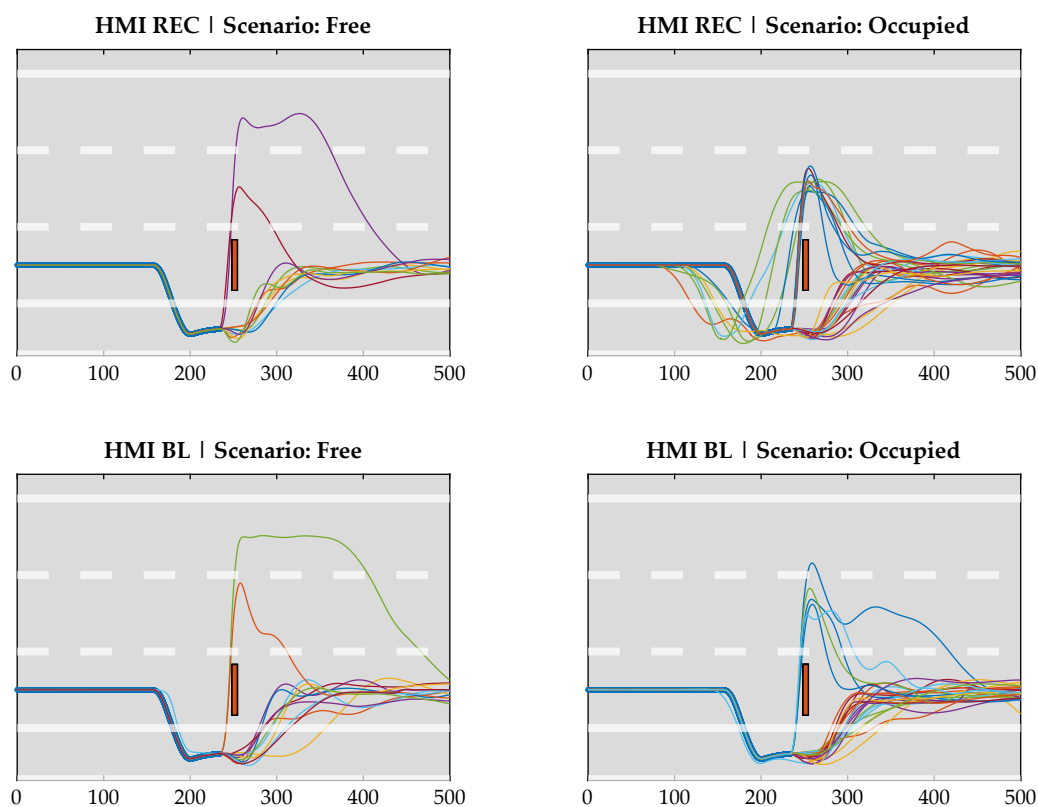 HMI REC | Scenario: Free
HMI REC | Scenario: Occupied
0 100 200 300 400 500
0 100 200 300 400 500
HMI BL | Scenario: Free
HMI BL | Scenario: Occupied
0 100 200 300 400 500
0 100 200 300 400 500